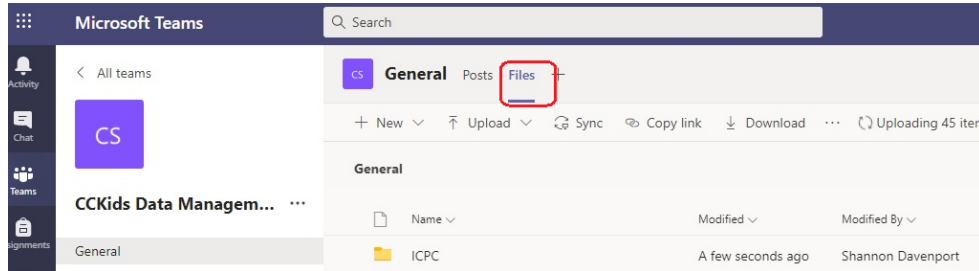 Microsoft Teams
Search
Activity
Chat
Teams
signments
All teams
CS
CCKids Data Managem... ...
General
CS General Posts Files +
+ New Upload Sync Copy link Download ... Uploading 45 iter
General
Name Modified Modified By
ICPC A few seconds ago Shannon Davenport